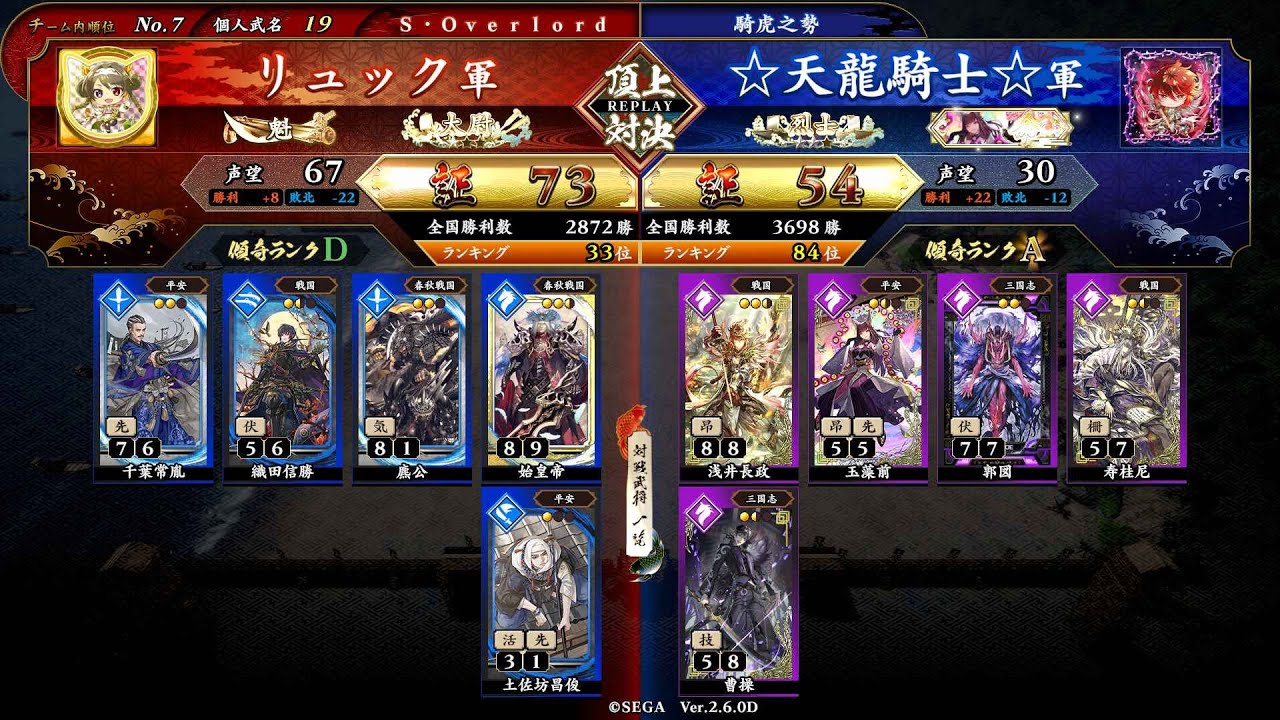 チーム内順位 No.7 個人武名 19 S・Overlord 騎虎之勢
リュック軍 頂上 REPLAY 対決 ☆天龍騎士☆軍
魁 大尉 烈士
声望 67 証 73 証 54 声望 30
勝利 +8 敗北 -22 勝利 +22 敗北 -12
全国勝利数 2872勝 全国勝利数 3698勝
傾奇ランクD ランキング 33位 ランキング 84位 傾奇ランクA
平安 戦国 春秋戦国 春秋戦国 戦国 平安 三国志 戦国
先 伏 気 昂 昂 先 伏 柵
7 6 5 6 8 1 8 9 8 8 5 5 7 7 5 7
千葉常胤 織田信勝 麃公 始皇帝 浅井長政 玉藻前 郭図 寿桂尼
対戦武将一覧
平安 三国志
活 先 技
3 1 5 8
土佐坊昌俊 曹操
©SEGA Ver.2.6.0D